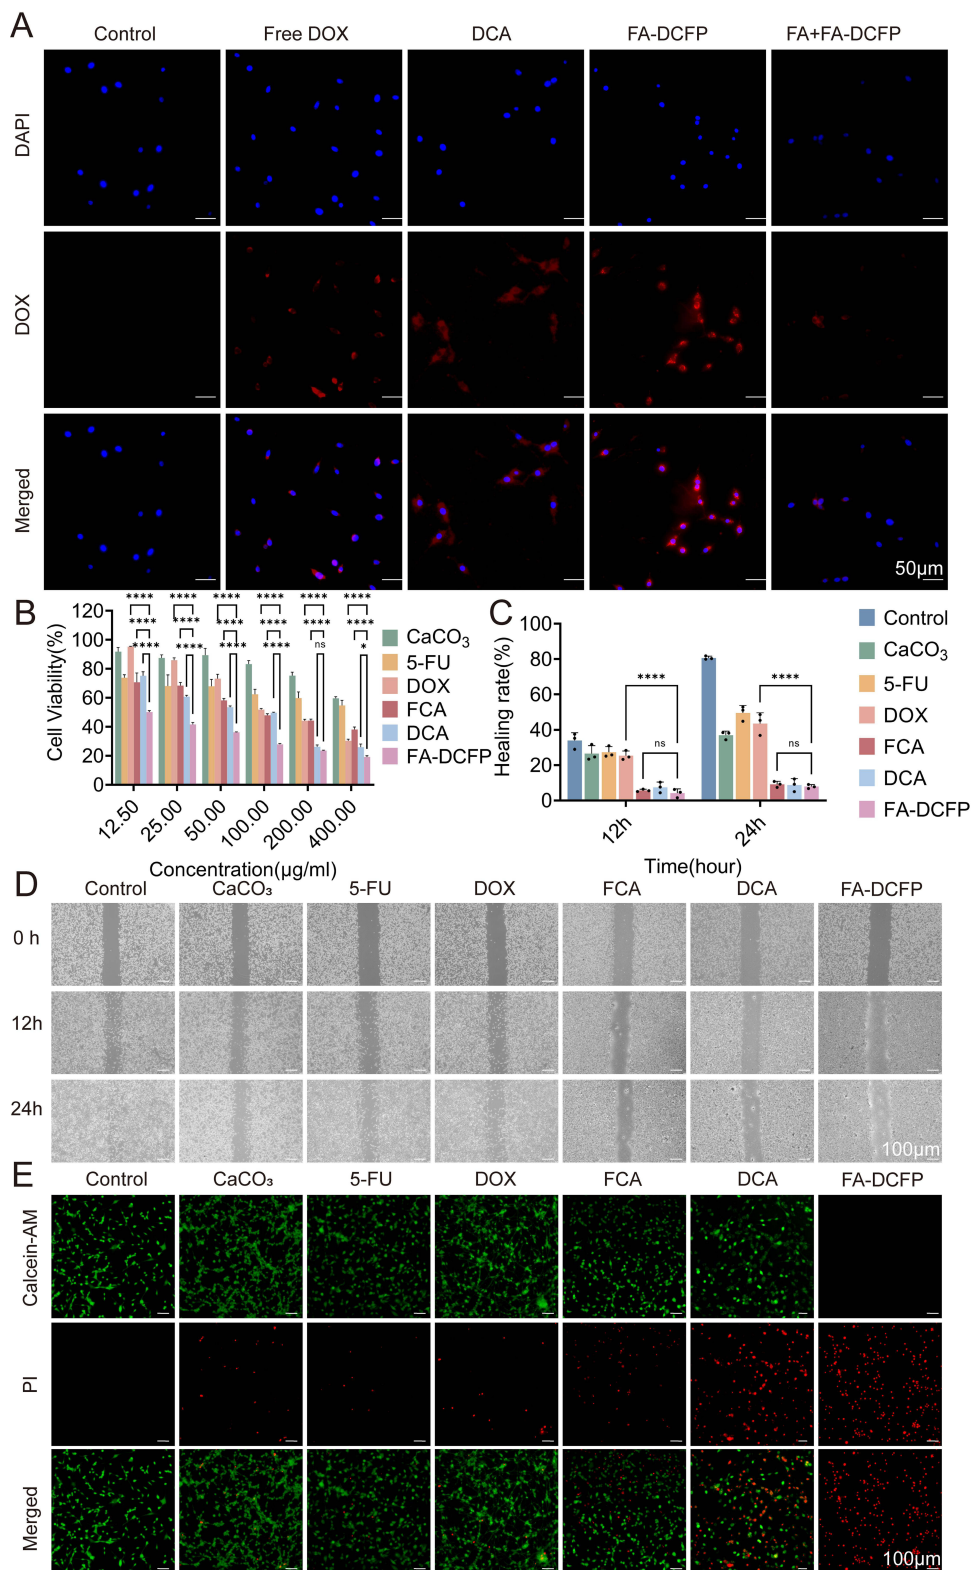 A
Control Free DOX DCA FA-DCFP FA+FA-DCFP
DAPI
DOX
Merged
50μm
B
**** **** **** **** **** ****
**** **** **** **** **** ****
**** **** **** **** ns *
Cell Viability(%)
120
100
80
60
40
20
0
12.50 25.00 50.00 100.00 200.00 400.00
Concentration(μg/ml)
CaCO₃
5-FU
DOX
FCA
DCA
FA-DCFP
C
Healing rate(%)
100
80
60
40
20
0
**** ****
ns ns
12h 24h
Time(hour)
Control
CaCO₃
5-FU
DOX
FCA
DCA
FA-DCFP
D
Control CaCO₃ 5-FU DOX FCA DCA FA-DCFP
0 h
12h
24h
100μm
E
Control CaCO₃ 5-FU DOX FCA DCA FA-DCFP
Calcein-AM
PI
Merged
100μm